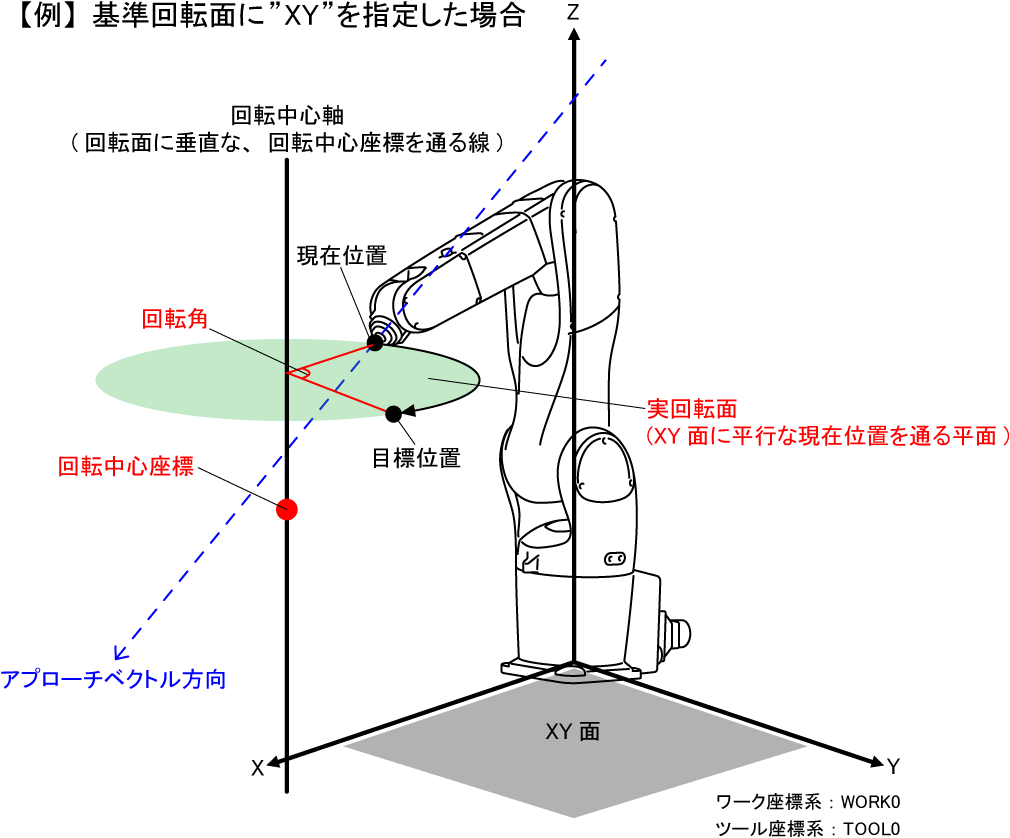 【例】基準回転面に”XY”を指定した場合
Z
回転中心軸
(回転面に垂直な、回転中心座標を通る線)
現在位置
回転角
実回転面
(XY面に平行な現在位置を通る平面)
目標位置
回転中心座標
アプローチベクトル方向
XY面
X
Y
ワーク座標系：WORK0
ツール座標系：TOOL0